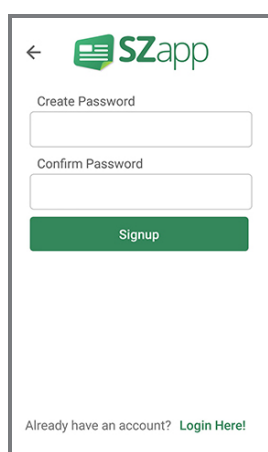 SZapp
Create Password
Confirm Password
Signup
Already have an account? Login Here!